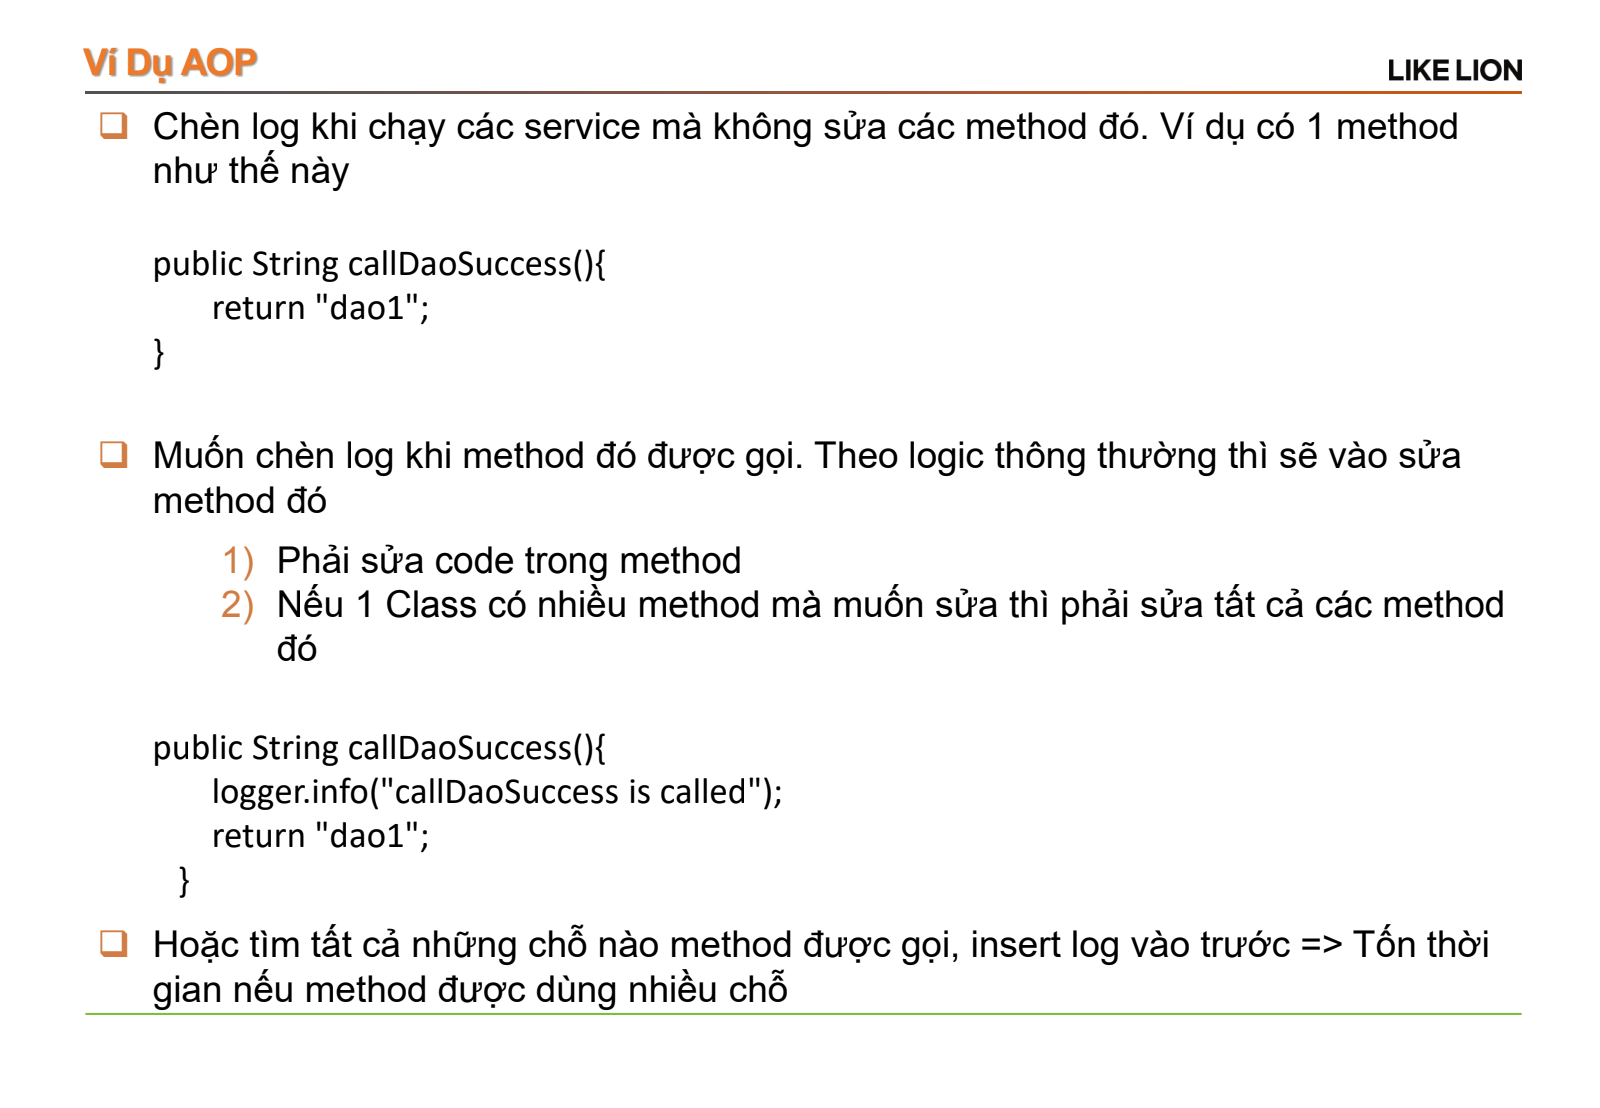 Ví Dụ AOP
LIKE LION
Chèn log khi chạy các service mà không sửa các method đó. Ví dụ có 1 method
như thế này
public String callDaoSuccess(){
return "dao1";
}
Muốn chèn log khi method đó được gọi. Theo logic thông thường thì sẽ vào sửa
method đó
1) Phải sửa code trong method
2) Nếu 1 Class có nhiều method mà muốn sửa thì phải sửa tất cả các method
đó
public String callDaoSuccess(){
logger.info("callDaoSuccess is called");
return "dao1";
}
Hoặc tìm tất cả những chỗ nào method được gọi, insert log vào trước => Tốn thời
gian nếu method được dùng nhiều chỗ